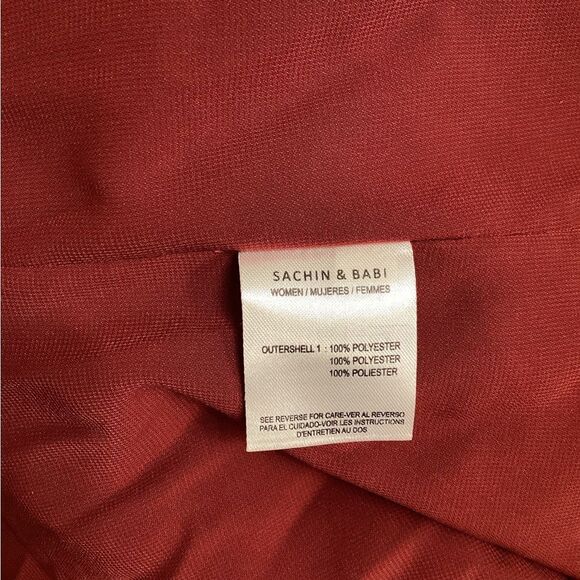 SACHIN & BABI
WOMEN / MUJERES / FEMMES
OUTERSHELL 1 : 100% POLYESTER
100% POLYESTER
100% POLIESTER
SEE REVERSE FOR CARE-VER AL REVERSO
PARA EL CUIDADO-VOIR LES INSTRUCTIONS
D'ENTRETIEN AU DOS